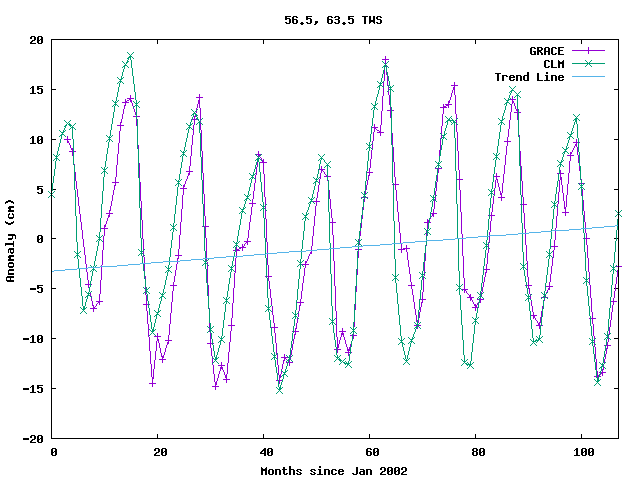 56.5, 63.5 TWS
GRACE
CLM
Trend Line
20
15
10
5
0
-5
-10
-15
-20
Anomaly (cm)
0 20 40 60 80 100
Months since Jan 2002